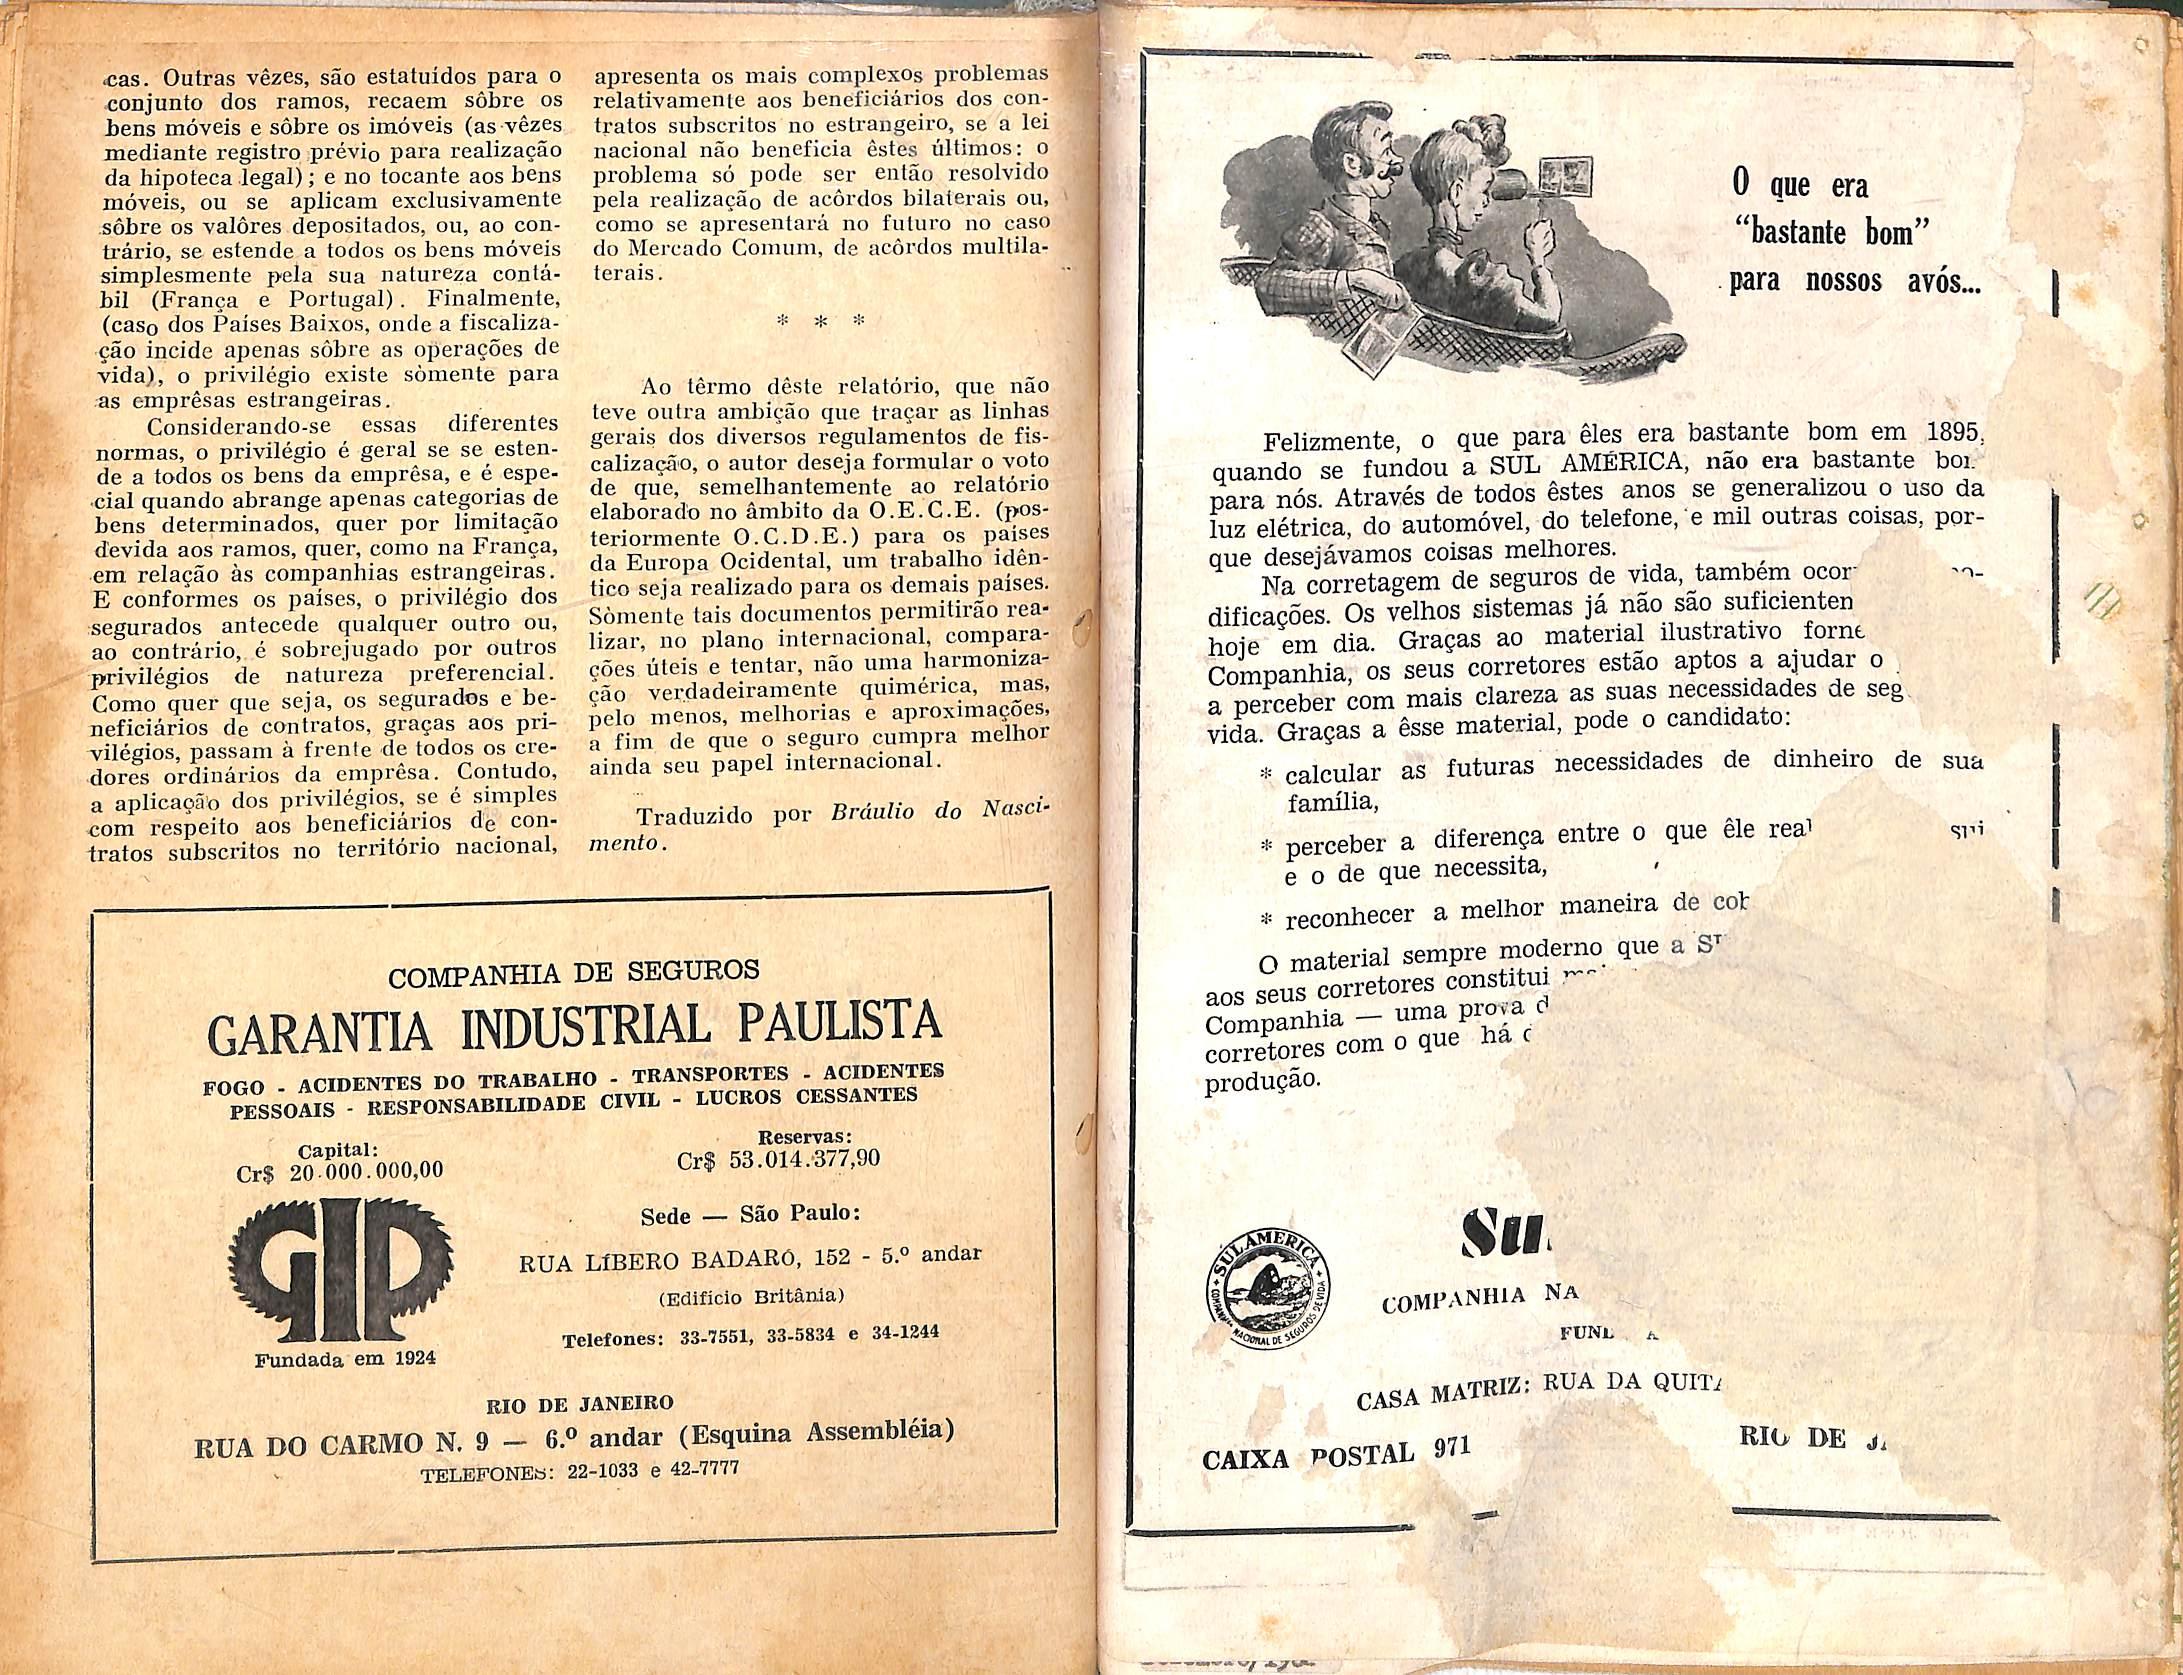 cas. Outras vêzes, são estatuídos para o
conjunto dos ramos, recaem sôbre os
bens móveis e sôbre os imóveis (as vêzes
mediante registro prévio para realização
da hipoteca legal); e no tocante aos bens
móveis, ou se aplicam exclusivamente
sôbre os valôres depositados, ou, ao con-
trário, se estende a todos os bens móveis
simplesmente pela sua natureza contá-
bil (França e Portugal). Finalmente,
(caso dos Países Baixos, onde a fiscaliza-
ção incide apenas sôbre as operações de
vida), o privilégio existe sòmente para
as emprêsas estrangeiras.
Considerando-se essas diferentes
normas, o privilégio é geral se se esten-
de a todos os bens da emprêsa, e é espe-
cial quando abrange apenas categorias de
bens determinados, quer por limitação
devida aos ramos, quer, como na França,
em relação às companhias estrangeiras.
E conformes os países, o privilégio dos
segurados antecede qualquer outro ou,
ao contrário, é sobrejugado por outros
privilégios de natureza preferencial.
Como quer que seja, os segurados e be-
neficiários de contratos, graças aos pri-
vilégios, passam à frente de todos os cre-
dores ordinários da emprêsa. Contudo,
a aplicação dos privilégios, se é simples
com respeito aos beneficiários de con-
tratos subscritos no território nacional,
apresenta os mais complexos problemas
relativamente aos beneficiários dos con-
tratos subscritos no estrangeiro, se a lei
nacional não beneficia êstes últimos: o
problema só pode ser então resolvido
pela realização de acôrdos bilaterais ou,
como se apresentará no futuro no caso
do Mercado Comum, de acôrdos multila-
terais.
* * *
Ao têrmo dêste relatório, que não
teve outra ambição que traçar as linhas
gerais dos diversos regulamentos de fis-
calização, o autor deseja formular o voto
de que, semelhantemente ao relatório
elaborado no âmbito da O.E.C.E. (pos-
teriormente O.C.D.E.) para os países
da Europa Ocidental, um trabalho idên-
tico seja realizado para os demais países.
Sòmente tais documentos permitirão rea-
lizar, no plano internacional, compara-
ções úteis e tentar, não uma harmoniza-
ção verdadeiramente quimérica, mas,
pelo menos, melhorias e aproximações,
a fim de que o seguro cumpra melhor
ainda seu papel internacional.
Traduzido por Bráulio do Nasci-
mento.
COMPANHIA DE SEGUROS
GARANTIA INDUSTRIAL PAULISTA
FOGO - ACIDENTES DO TRABALHO - TRANSPORTES - ACIDENTES
PESSOAIS - RESPONSABILIDADE CIVIL - LUCROS CESSANTES
Capital:
Cr$ 20.000.000,00
Reservas:
Cr$ 53.014.377,90
GIP
Fundada em 1924
Sede — São Paulo:
RUA LÍBERO BADARÓ, 152 - 5.º andar
(Edifício Britânia)
Telefones: 33-7551, 33-5834 e 34-1244
RIO DE JANEIRO
RUA DO CARMO N. 9 — 6.º andar (Esquina Assembléia)
TELEFONES: 22-1033 e 42-7777
O que era
"bastante bom"
para nossos avós...
Felizmente, o que para êles era bastante bom em 1895,
quando se fundou a SUL AMÉRICA, não era bastante
para nós. Através de todos êstes anos se generalizou o uso da
luz elétrica, do automóvel, do telefone, e mil outras coisas, por-
que desejávamos coisas melhores.
Na corretagem de seguros de vida, também
dificações. Os velhos sistemas já não são
hoje em dia. Graças ao material ilustrativo
Companhia, os seus corretores estão aptos a ajudar o
a perceber com mais clareza as suas necessidades de
vida. Graças a êsse material, pode o candidato:
* calcular as futuras necessidades de dinheiro de sua
família,
* perceber a diferença entre o que êle
e o de que necessita,
* reconhecer a melhor maneira de
O material sempre moderno que a
aos seus corretores constitui
Companhia — uma prova
corretores com o que há
produção.
SUL AMERICA
COMPANHIA NACIONAL DE SEGUROS DE VIDA
COMPANHIA
CASA MATRIZ: RUA DA
CAIXA POSTAL 971
RIO DE